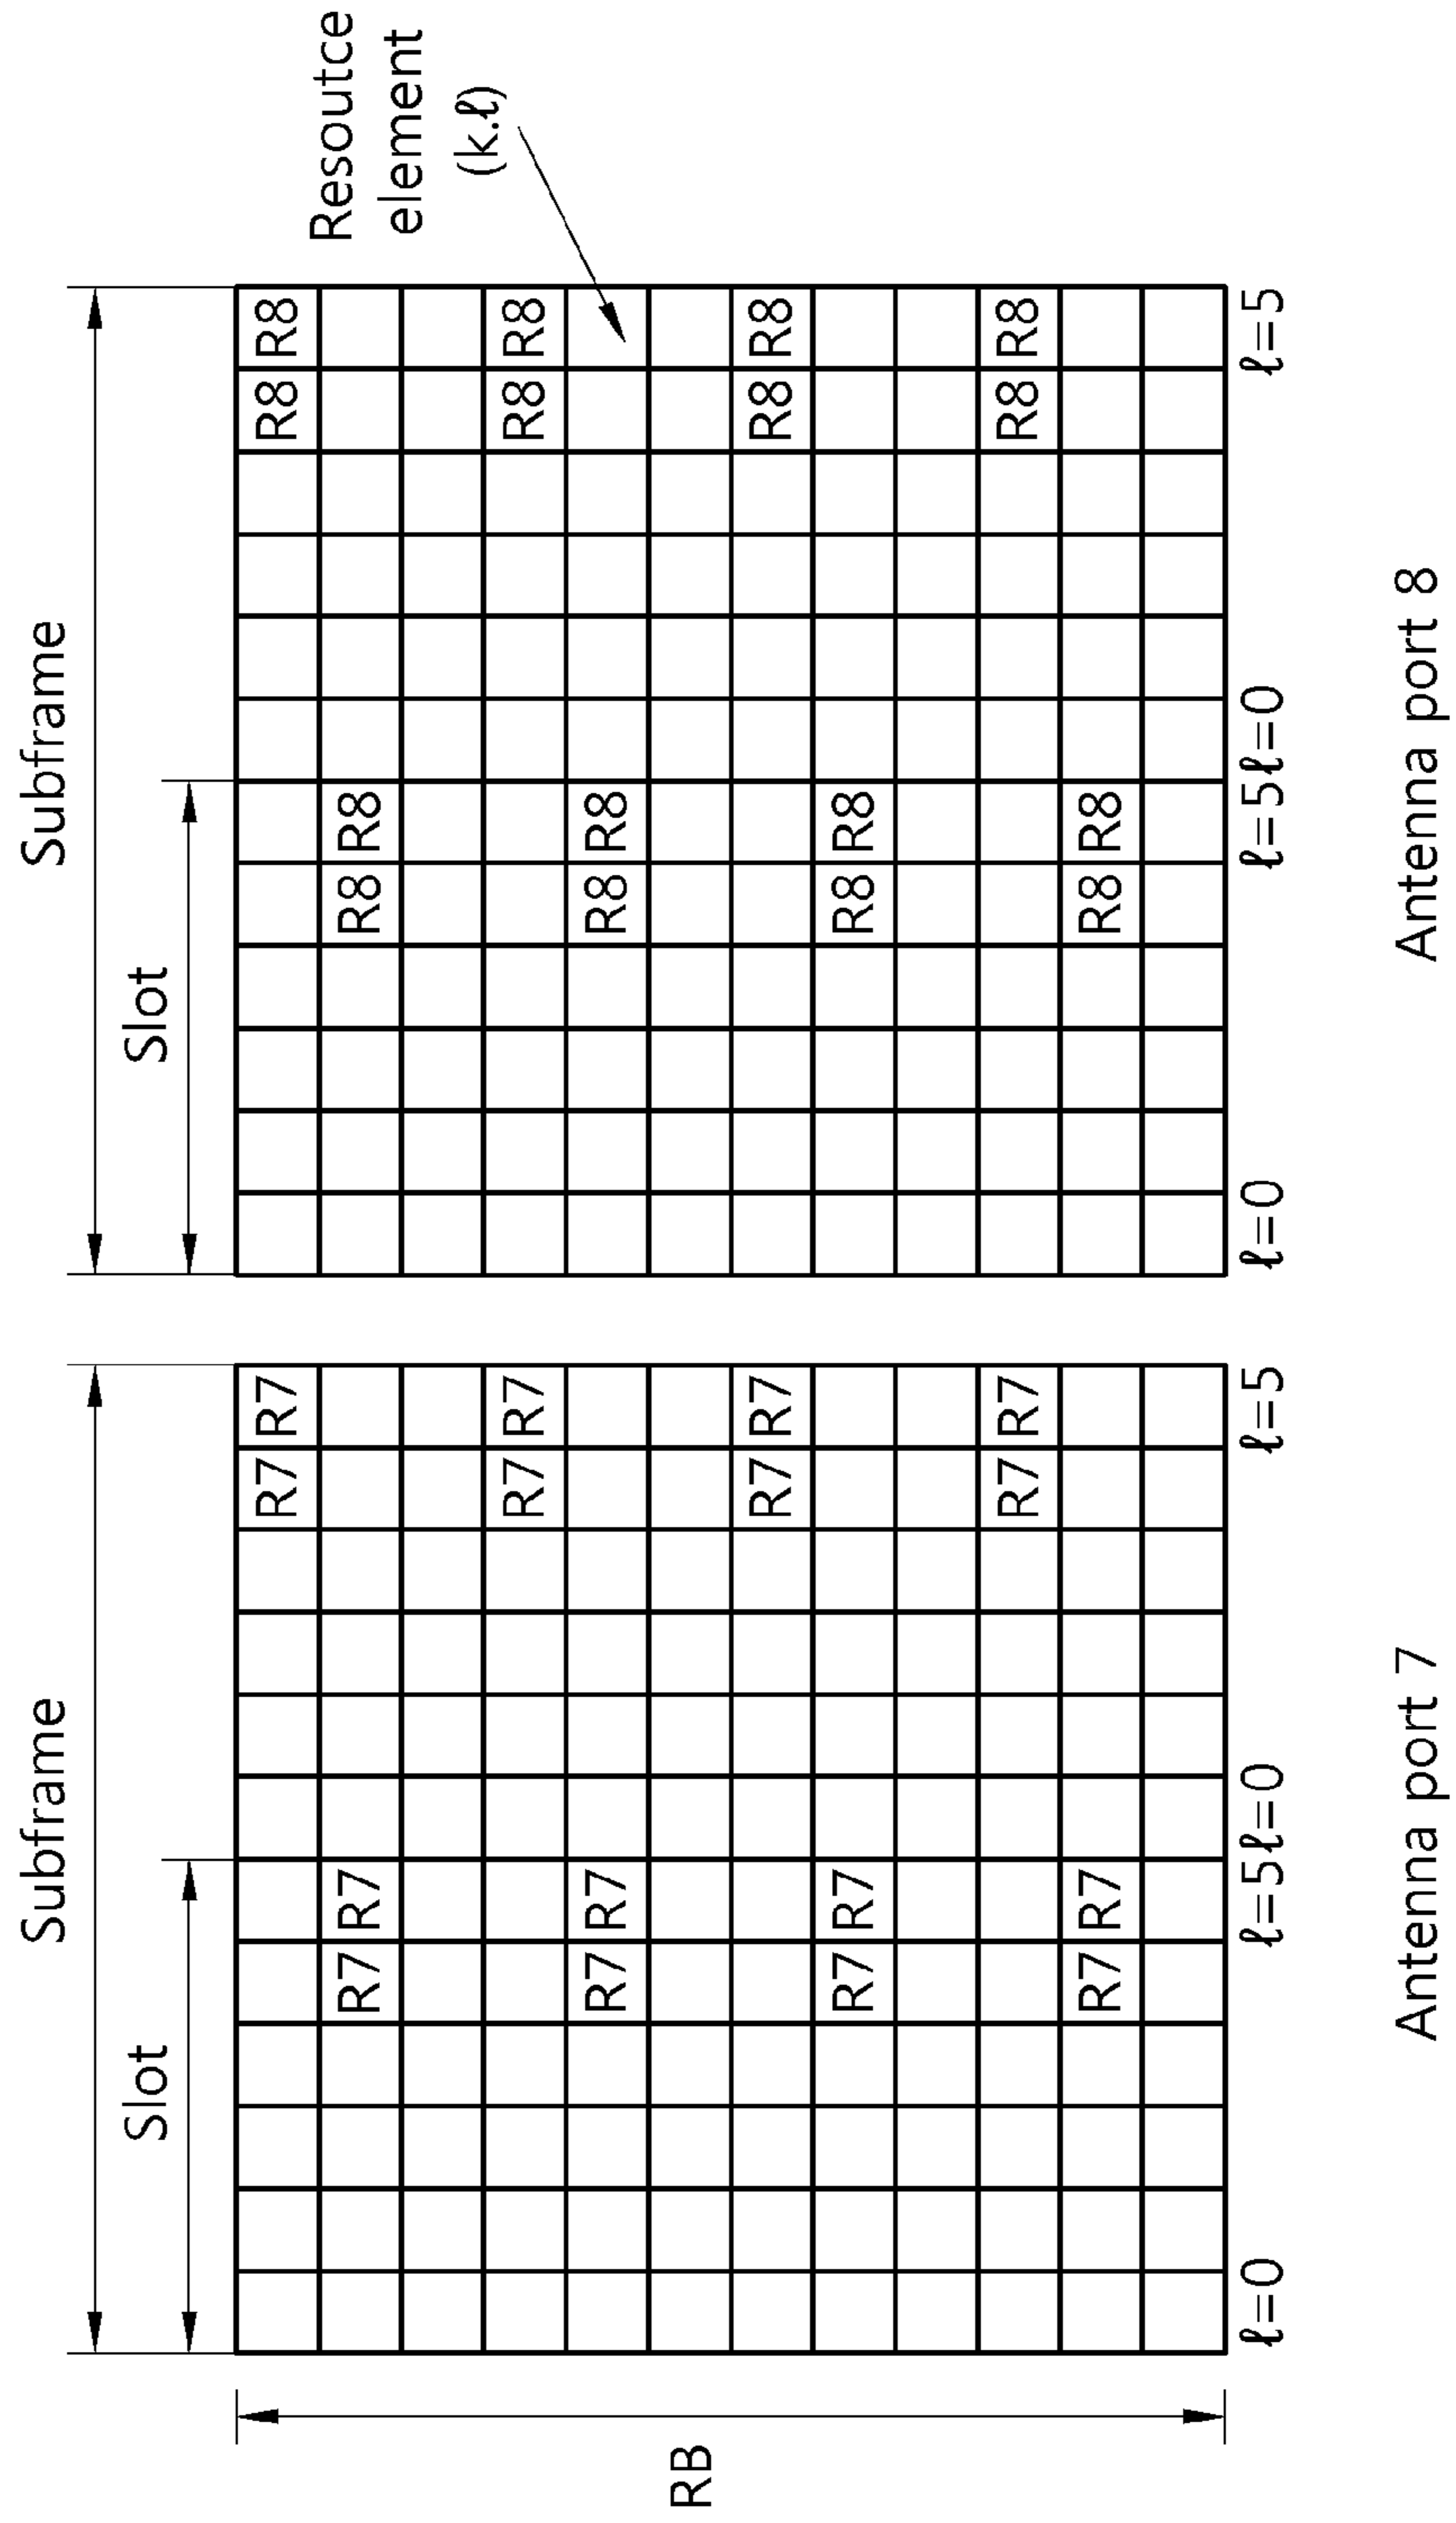 Subframe Subframe
Slot Slot
R7 R7 R8 R8
Resoutce
element
(k.ℓ)
R7 R7 R8 R8
R7 R7 R8 R8
R7 R7 R8 R8
RB
R7 R7 R8 R8
R7 R7 R8 R8
R7 R7 R8 R8
R7 R7 R8 R8
ℓ=0 ℓ=5 ℓ=0 ℓ=5 ℓ=0 ℓ=5 ℓ=0 ℓ=5
Antenna port 7 Antenna port 8